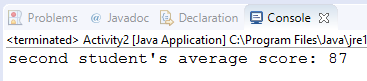 Problems @ Javadoc Declaration Console
<terminated> Activity2 [Java Application] C:\Program Files\Java\jre1
second student's average score: 87